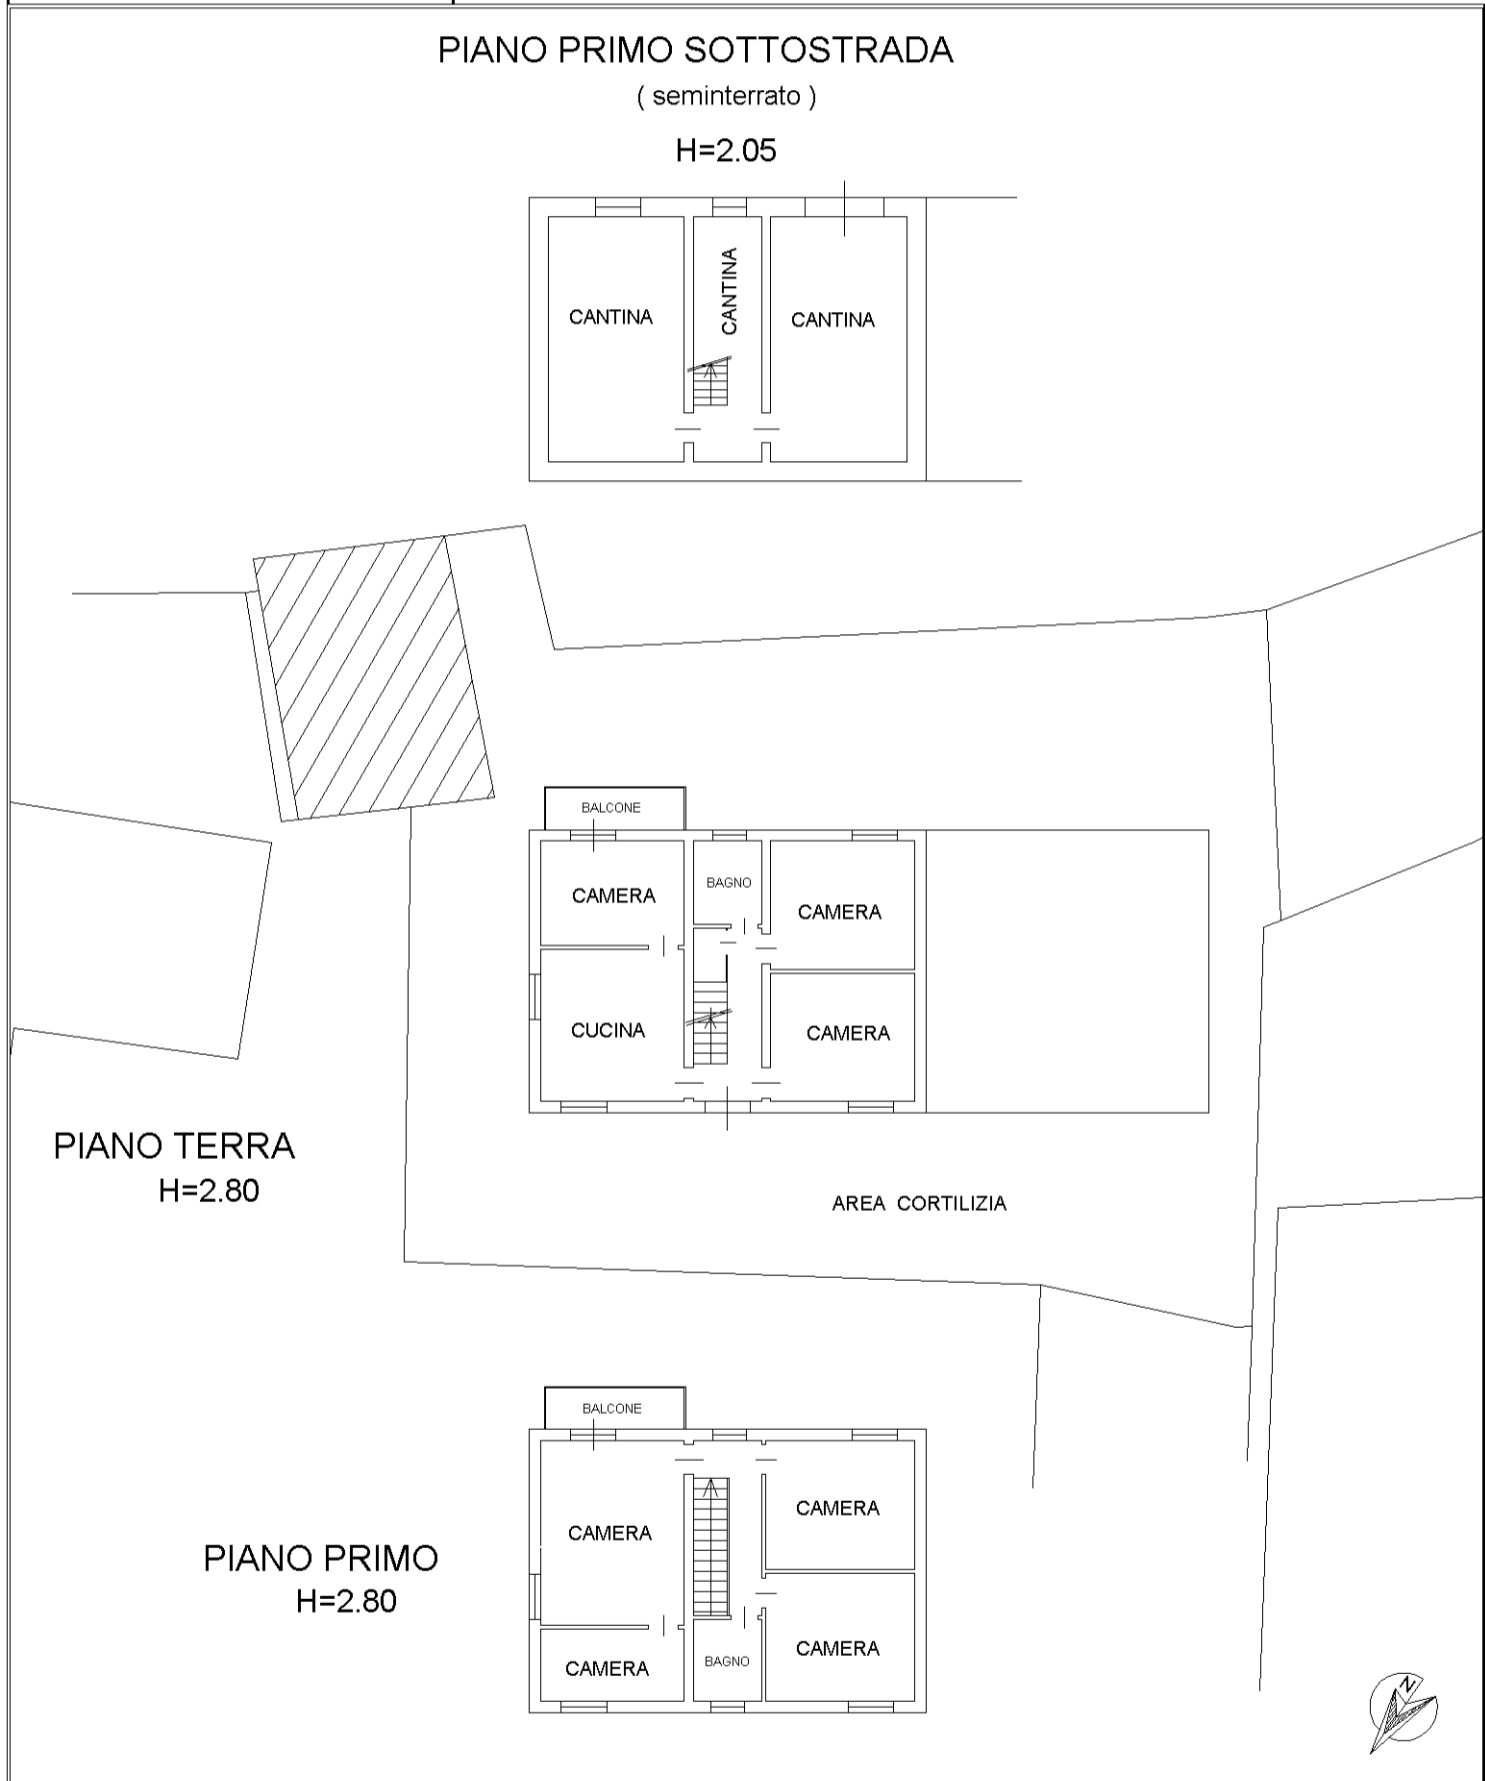 PIANO PRIMO SOTTOSTRADA
( seminterrato )
H=2.05
CANTINA
CANTINA
CANTINA
BALCONE
CAMERA
BAGNO
CAMERA
CUCINA
CAMERA
PIANO TERRA
H=2.80
AREA CORTILIZIA
BALCONE
CAMERA
CAMERA
PIANO PRIMO
H=2.80
CAMERA
BAGNO
CAMERA
N